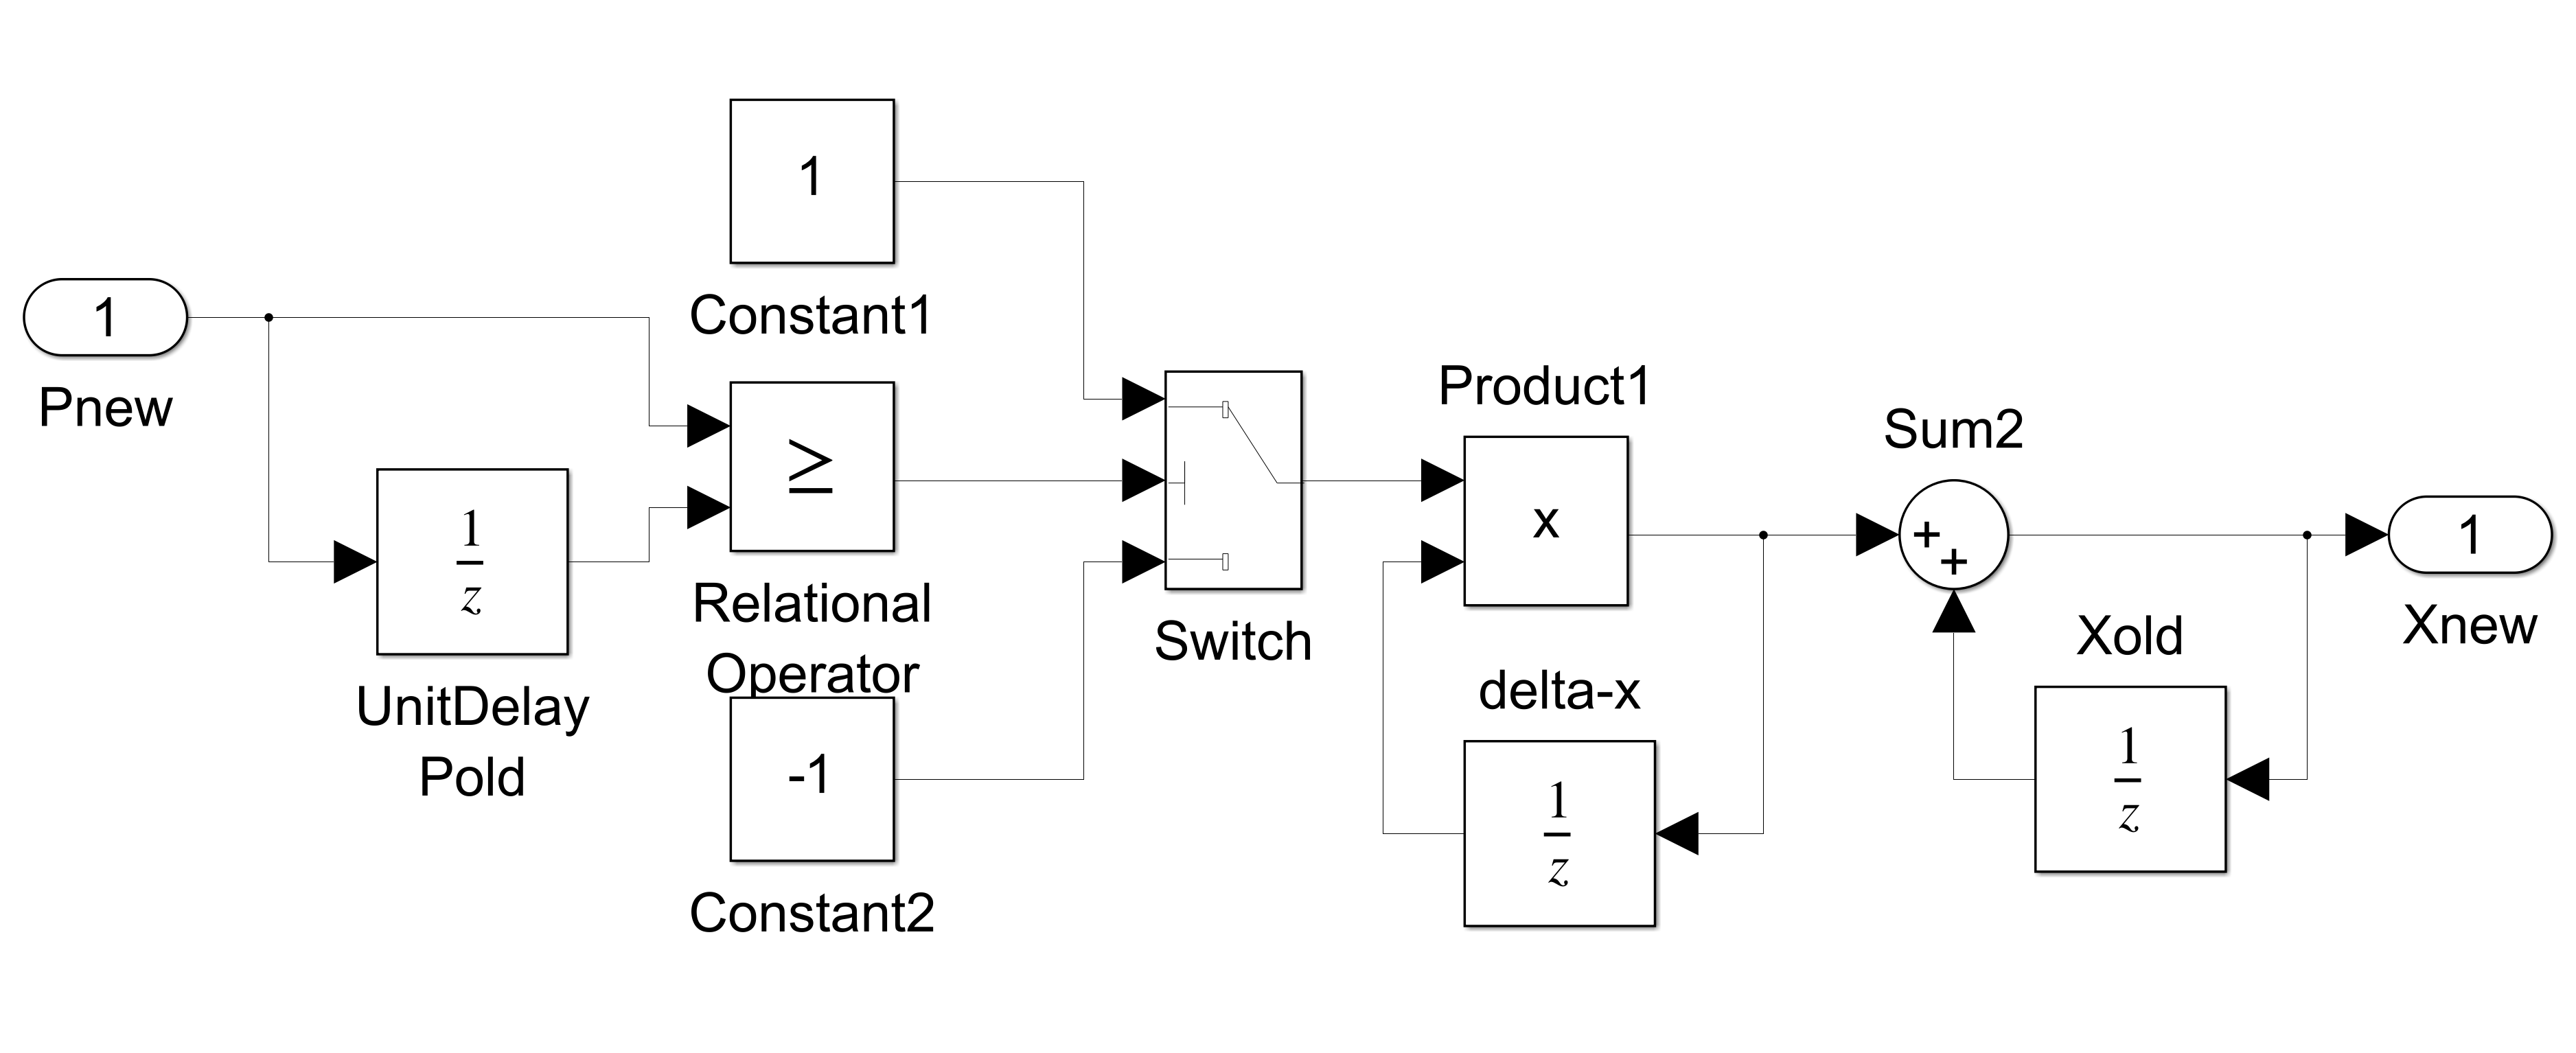 1
Constant1
1
Pnew
≥
Relational
Operator
1
z
UnitDelay
Pold
-1
Constant2
Switch
Product1
x
delta-x
1
z
Sum2
+
+
Xold
1
z
1
Xnew